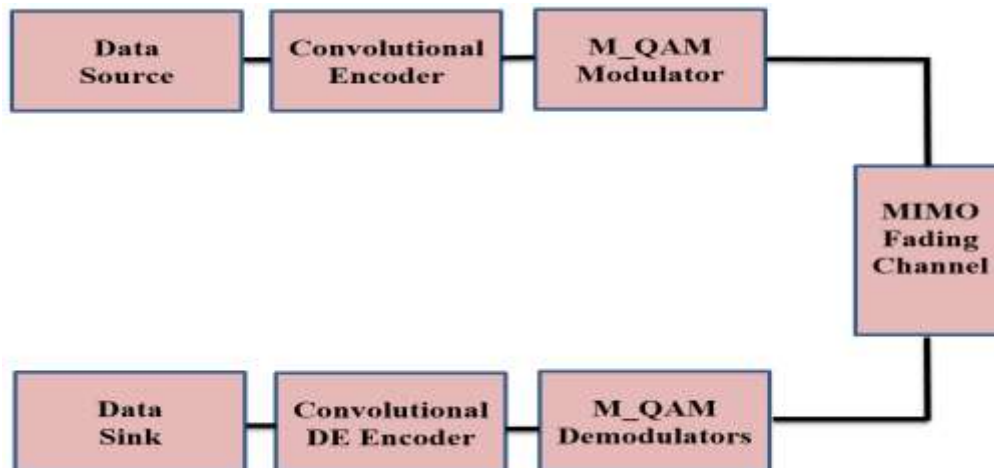 Data
Source
Convolutional
Encoder
M_QAM
Modulator
MIMO
Fading
Channel
Data
Sink
Convolutional
DE Encoder
M_QAM
Demodulators